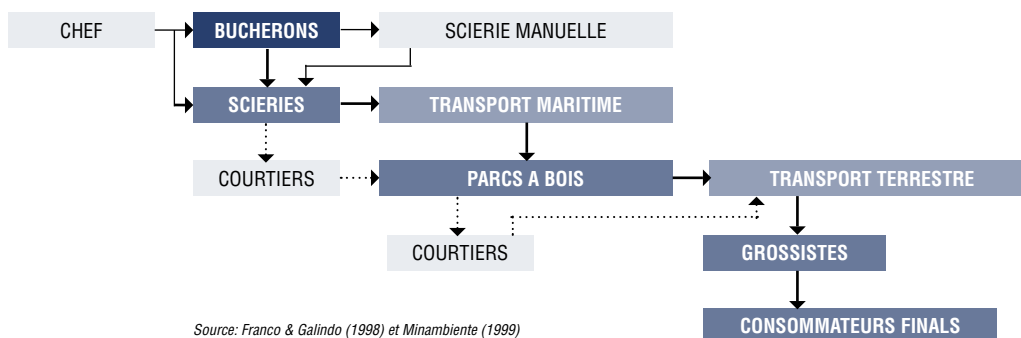 CHEF
BUCHERONS
SCIERIE MANUELLE
SCIERIES
TRANSPORT MARITIME
COURTIERS
PARCS A BOIS
TRANSPORT TERRESTRE
COURTIERS
GROSSISTES
CONSOMMATEURS FINALS
Source: Franco & Galindo (1998) et Minambiente (1999)